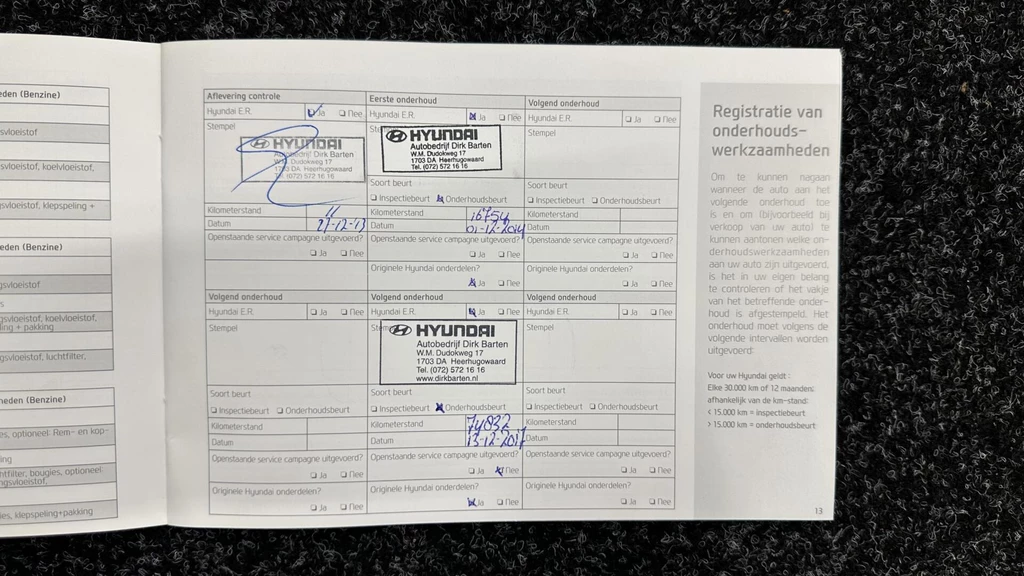 eden (Benzine)
svloeistof
svloeistof, koelvloeistof,
gsvloeistof, klepspeling +
heden (Benzine)
gsvloeistof
s
svloeistof, koelvloeistof,
ling + pakking
gsvloeistof, luchtfilter,
heden (Benzine)
es, optioneel: Rem- en kop-
ing
htfilter, bougies, optioneel:
ngsvloeistof,
es, klepspeling+pakking
Aflevering controle
Hyundai E.R. Ja Nee
Stempel
HYUNDAI
Autobedrijf Dirk Barten
W.M. Dudokweg 17
1703 DA Heerhugowaard
Tel. (072) 572 16 16
Kilometerstand 11
Datum 27-12-13
Openstaande service campagne uitgevoerd?
Ja Nee
Eerste onderhoud
Hyundai E.R. Ja Nee
Ste
HYUNDAI
Autobedrijf Dirk Barten
W.M. Dudokweg 17
1703 DA Heerhugowaard
Tel. (072) 572 16 16
Soort beurt
Inspectiebeurt Onderhoudsbeurt
Kilometerstand 16754
Datum 01-12-2014
Openstaande service campagne uitgevoerd?
Ja Nee
Originele Hyundai onderdelen?
Ja Nee
Volgend onderhoud
Hyundai E.R. Ja Nee
Stempel
Soort beurt
Inspectiebeurt Onderhoudsbeurt
Kilometerstand
Datum
Openstaande service campagne uitgevoerd?
Ja Nee
Originele Hyundai onderdelen?
Ja Nee
Volgend onderhoud
Hyundai E.R. Ja Nee
Stempel
Soort beurt
Inspectiebeurt Onderhoudsbeurt
Kilometerstand
Datum
Openstaande service campagne uitgevoerd?
Ja Nee
Originele Hyundai onderdelen?
Ja Nee
Volgend onderhoud
Hyundai E.R. Ja Nee
Stem
HYUNDAI
Autobedrijf Dirk Barten
W.M. Dudokweg 17
1703 DA Heerhugowaard
Tel. (072) 572 16 16
www.dirkbarten.nl
Soort beurt
Inspectiebeurt Onderhoudsbeurt
Kilometerstand 74832
Datum 13-12-2017
Openstaande service campagne uitgevoerd?
Ja Nee
Originele Hyundai onderdelen?
Ja Nee
Volgend onderhoud
Hyundai E.R. Ja Nee
Stempel
Soort beurt
Inspectiebeurt Onderhoudsbeurt
Kilometerstand
Datum
Openstaande service campagne uitgevoerd?
Ja Nee
Originele Hyundai onderdelen?
Ja Nee
Registratie van
onderhouds-
werkzaamheden
Om te kunnen nagaan
wanneer de auto aan het
volgende onderhoud toe
is en om (bijvoorbeeld bij
verkoop van uw auto) te
kunnen aantonen welke on-
derhoudswerkzaamheden
aan uw auto zijn uitgevoerd,
is het in uw eigen belang
te controleren of het vakje
van het betreffende onder-
houd is afgestempeld. Het
onderhoud moet volgens de
volgende intervallen worden
uitgevoerd:
Voor uw Hyundai geldt :
Elke 30.000 km of 12 maanden;
afhankelijk van de km-stand:
< 15.000 km = inspectiebeurt
> 15.000 km = onderhoudsbeurt
13